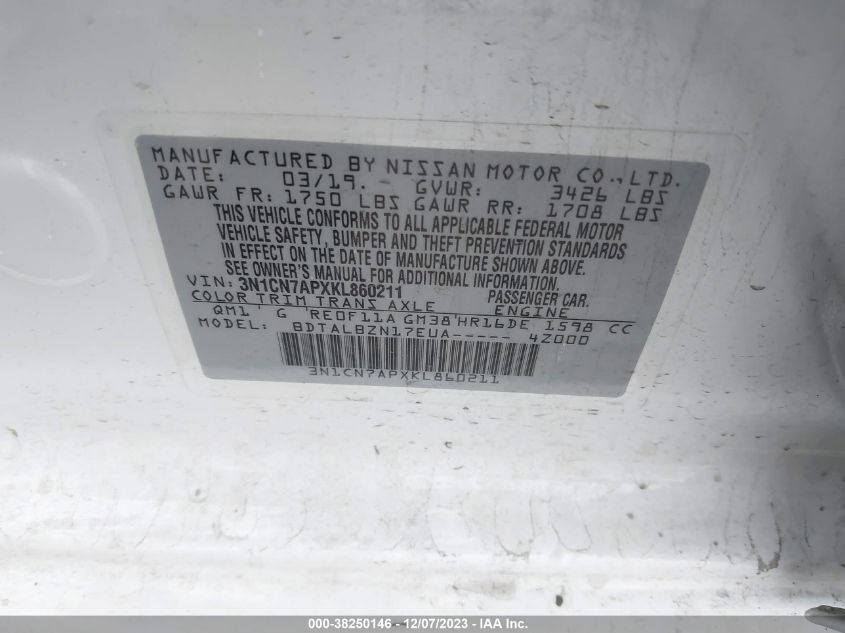 MANUFACTURED BY NISSAN MOTOR CO.,LTD.
DATE: 03/19. GVWR: 3426 LBS
GAWR FR: 1750 LBS GAWR RR: 1708 LBS
THIS VEHICLE CONFORMS TO ALL APPLICABLE FEDERAL MOTOR
VEHICLE SAFETY, BUMPER AND THEFT PREVENTION STANDARDS
IN EFFECT ON THE DATE OF MANUFACTURE SHOWN ABOVE.
SEE OWNER'S MANUAL FOR ADDITIONAL INFORMATION.
VIN: 3N1CN7APXKL860211 PASSENGER CAR.
COLOR TRIM TRANS AXLE ENGINE
QM1 ' G 'RE0F11A GM38'HR16DE 1598 CC
MODEL: BDTALBZN17EUA----- 4Z000
3N1CN7APXKL860211
000-38250146 - 12/07/2023 - IAA Inc.